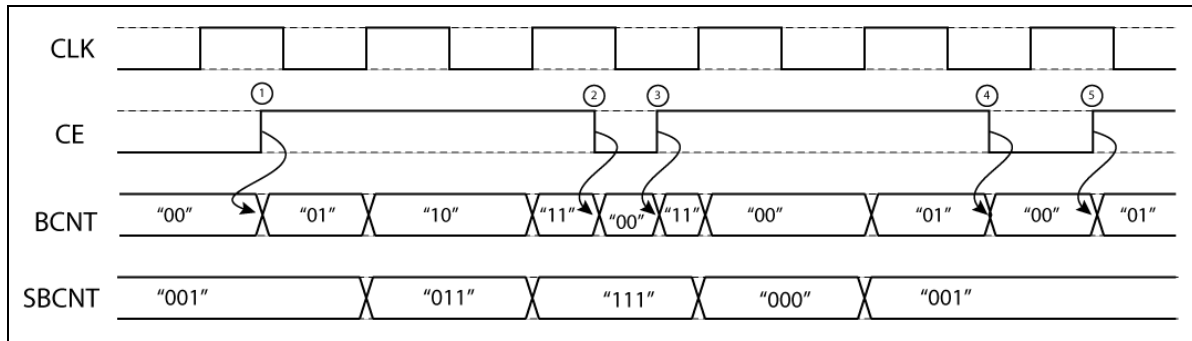 CLK
① ② ③ ④ ⑤
CE
BCNT "00" "01" "10" "11" "00" "11" "00" "01" "00" "01"
SBCNT "001" "011" "111" "000" "001"